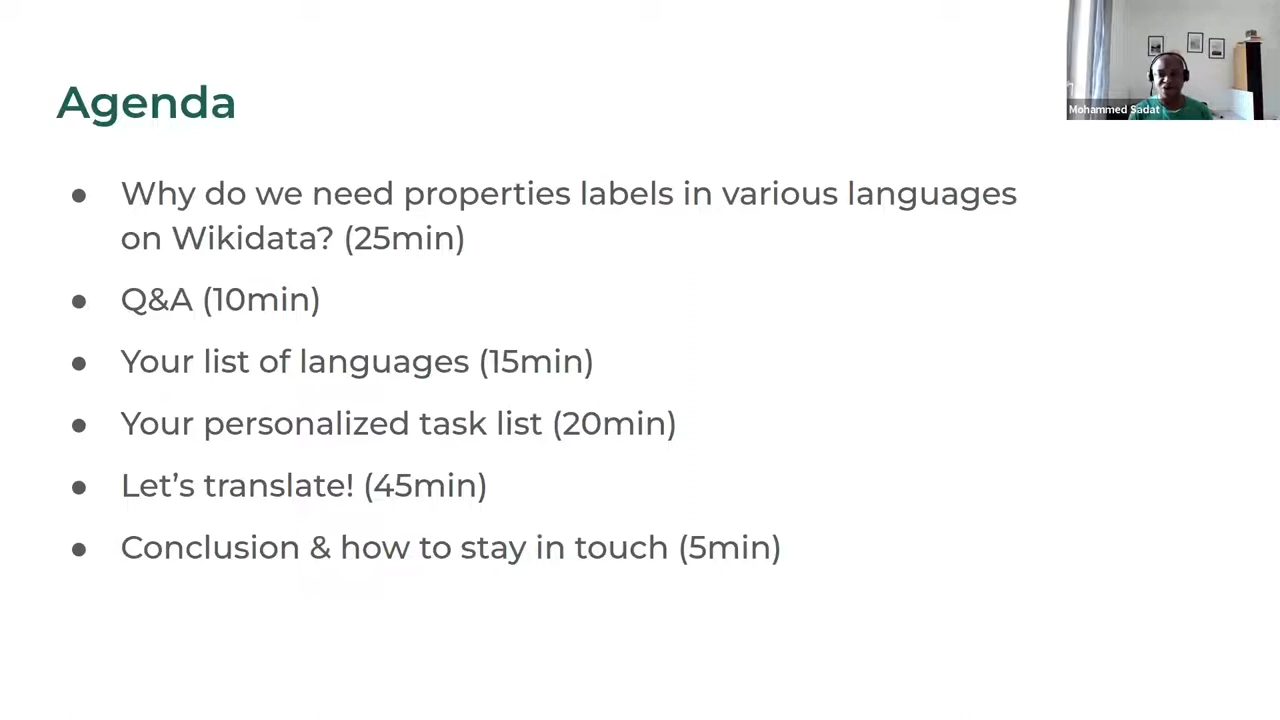 Agenda
Mohammed Sadat
● Why do we need properties labels in various languages
on Wikidata? (25min)
● Q&A (10min)
● Your list of languages (15min)
● Your personalized task list (20min)
● Let’s translate! (45min)
● Conclusion & how to stay in touch (5min)